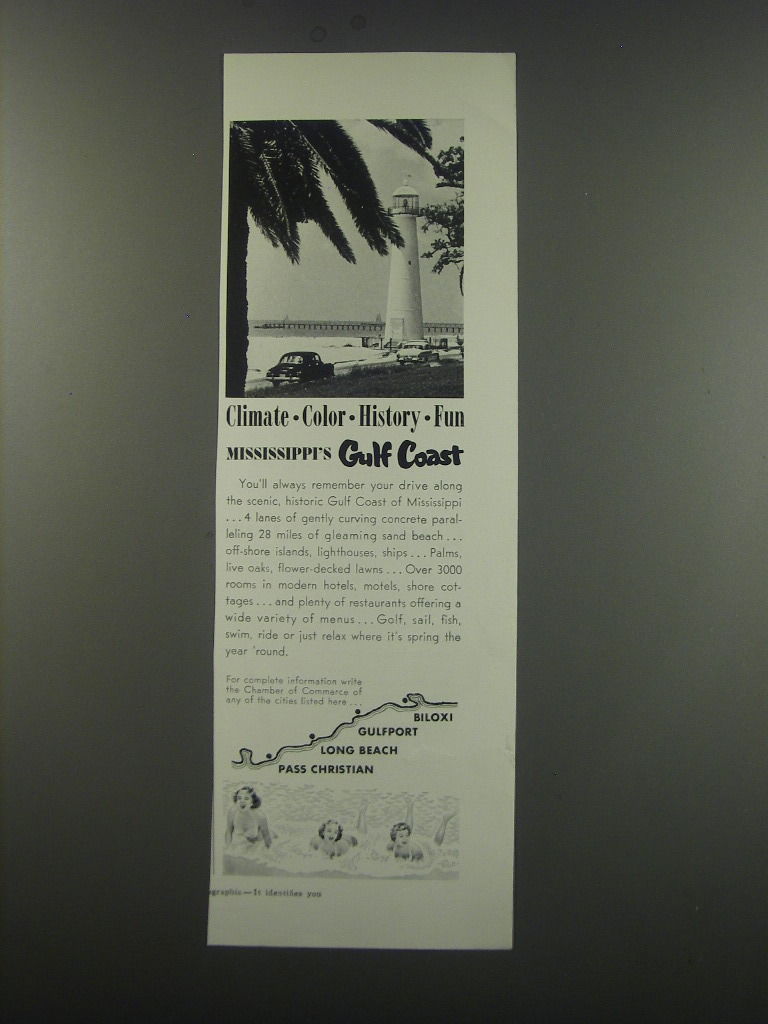 Climate • Color • History • Fun
MISSISSIPPI'S Gulf Coast
You'll always remember your drive along
the scenic, historic Gulf Coast of Mississippi
... 4 lanes of gently curving concrete paral-
leling 28 miles of gleaming sand beach ...
off-shore islands, lighthouses, ships ... Palms,
live oaks, flower-decked lawns ... Over 3000
rooms in modern hotels, motels, shore cot-
tages ... and plenty of restaurants offering a
wide variety of menus ... Golf, sail, fish,
swim, ride or just relax where it's spring the
year 'round.
For complete information write
the Chamber of Commerce of
any of the cities listed here ...
BILOXI
GULFPORT
LONG BEACH
PASS CHRISTIAN
graphic—It identifies you